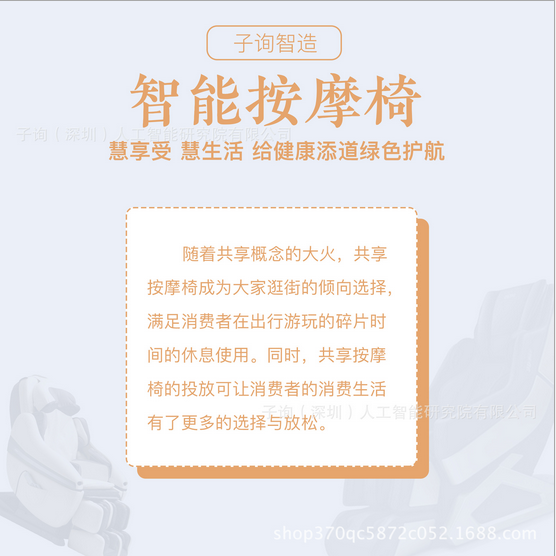 子询智造
智能按摩椅
子询（深圳）人工智能研究院有限公司
慧享受 慧生活 给健康添道绿色护航
随着共享概念的大火，共享
按摩椅成为大家逛街的倾向选择，
满足消费者在出行游玩的碎片时
间的休息使用。同时，共享按摩
椅的投放可让消费者的消费生活
有了更多的选择与放松。
子询（深圳）人工智能研究院有限公司
shop370qc5872c052.1688.com